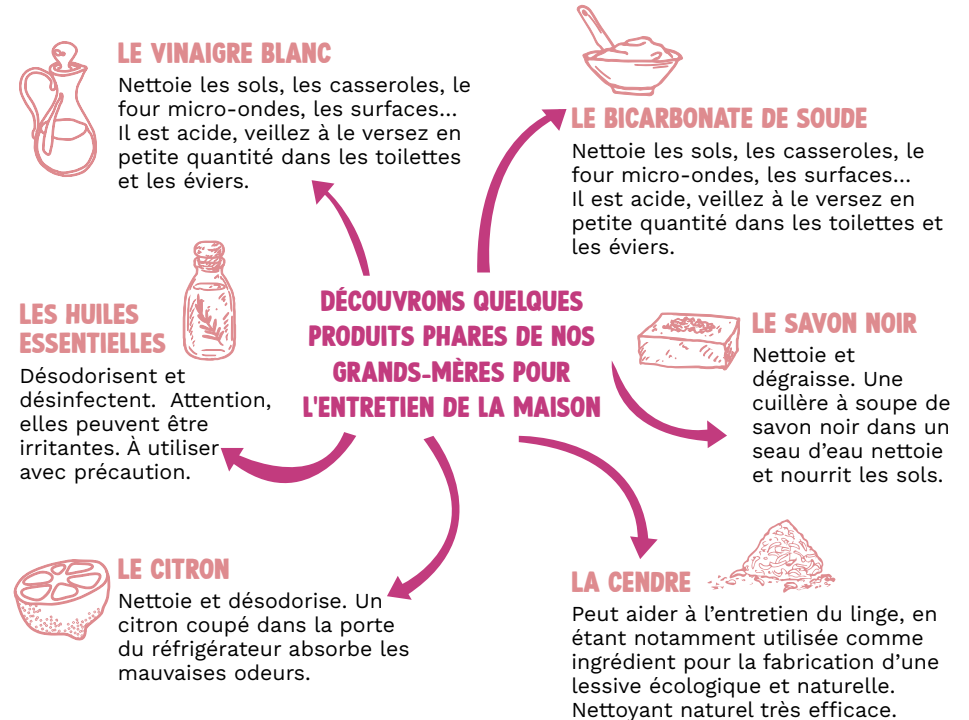 LE VINAIGRE BLANC
Nettoie les sols, les casseroles, le
four micro-ondes, les surfaces...
Il est acide, veillez à le versez en
petite quantité dans les toilettes
et les éviers.
LE BICARBONATE DE SOUDE
Nettoie les sols, les casseroles, le
four micro-ondes, les surfaces...
Il est acide, veillez à le versez en
petite quantité dans les toilettes et
les éviers.
DÉCOUVRONS QUELQUES
PRODUITS PHARES DE NOS
GRANDS-MÈRES POUR
L'ENTRETIEN DE LA MAISON
LES HUILES
ESSENTIELLES
Désodorisent et
désinfectent. Attention,
elles peuvent être
irritantes. À utiliser
avec précaution.
LE SAVON NOIR
Nettoie et
dégraisse. Une
cuillère à soupe de
savon noir dans un
seau d'eau nettoie
et nourrit les sols.
LE CITRON
Nettoie et désodorise. Un
citron coupé dans la porte
du réfrigérateur absorbe les
mauvaises odeurs.
LA CENDRE
Peut aider à l'entretien du linge, en
étant notamment utilisée comme
ingrédient pour la fabrication d'une
lessive écologique et naturelle.
Nettoyant naturel très efficace.